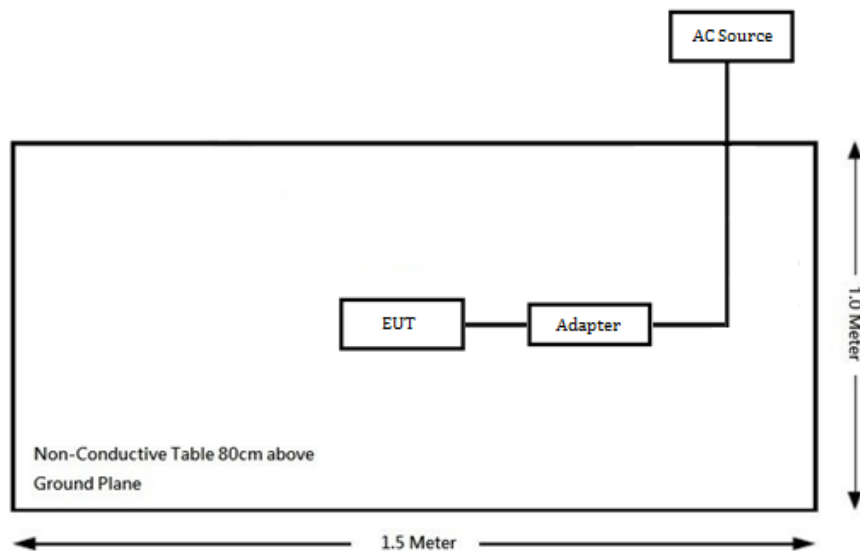 AC Source
EUT
Adapter
1.0 Meter
Non-Conductive Table 80cm above
Ground Plane
1.5 Meter